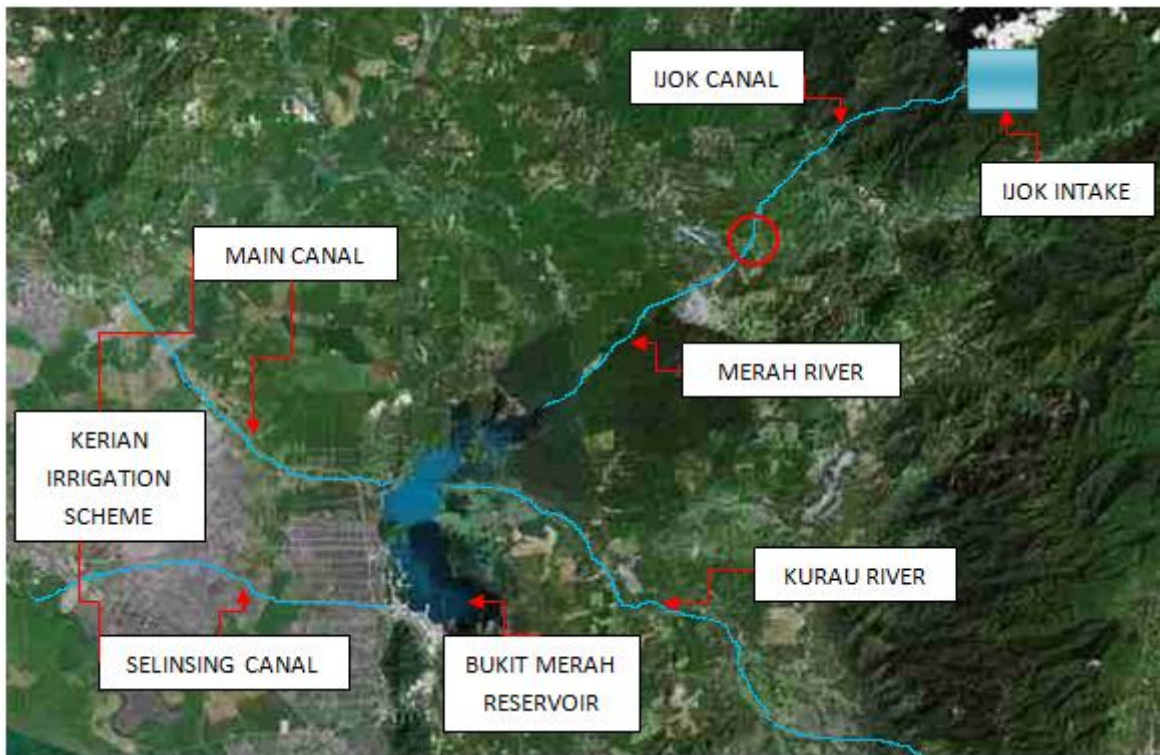 IJOK CANAL
IJOK INTAKE
MAIN CANAL
MERAH RIVER
KERIAN
IRRIGATION
SCHEME
KURAU RIVER
SELINSING CANAL
BUKIT MERAH
RESERVOIR